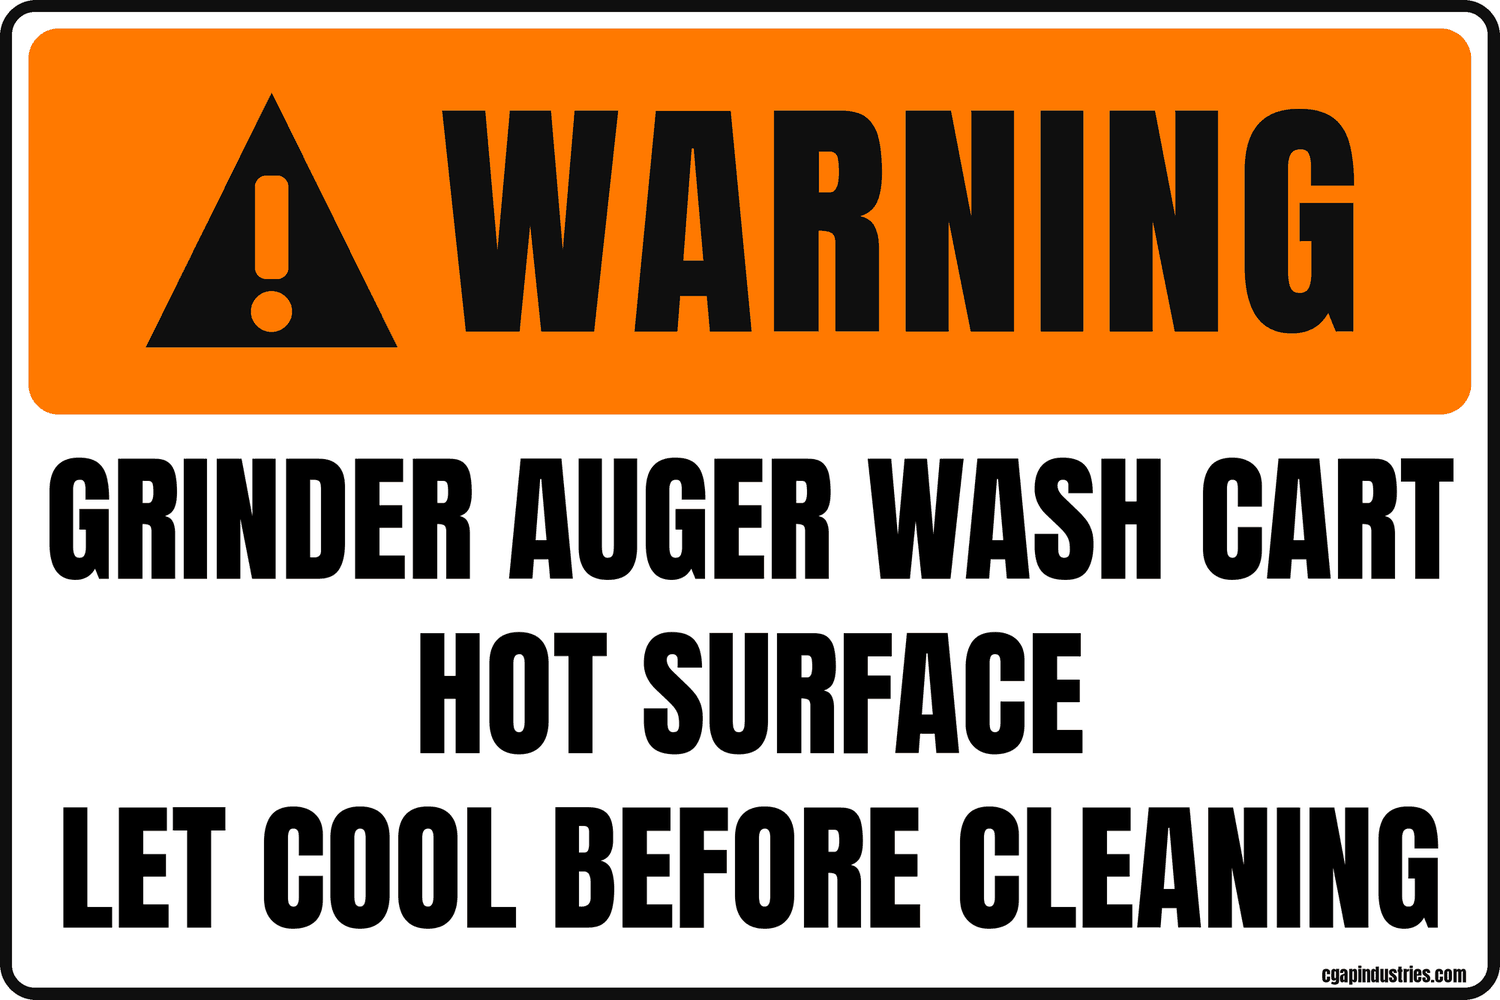 WARNING
GRINDER AUGER WASH CART
HOT SURFACE
LET COOL BEFORE CLEANING
cgapindustries.com